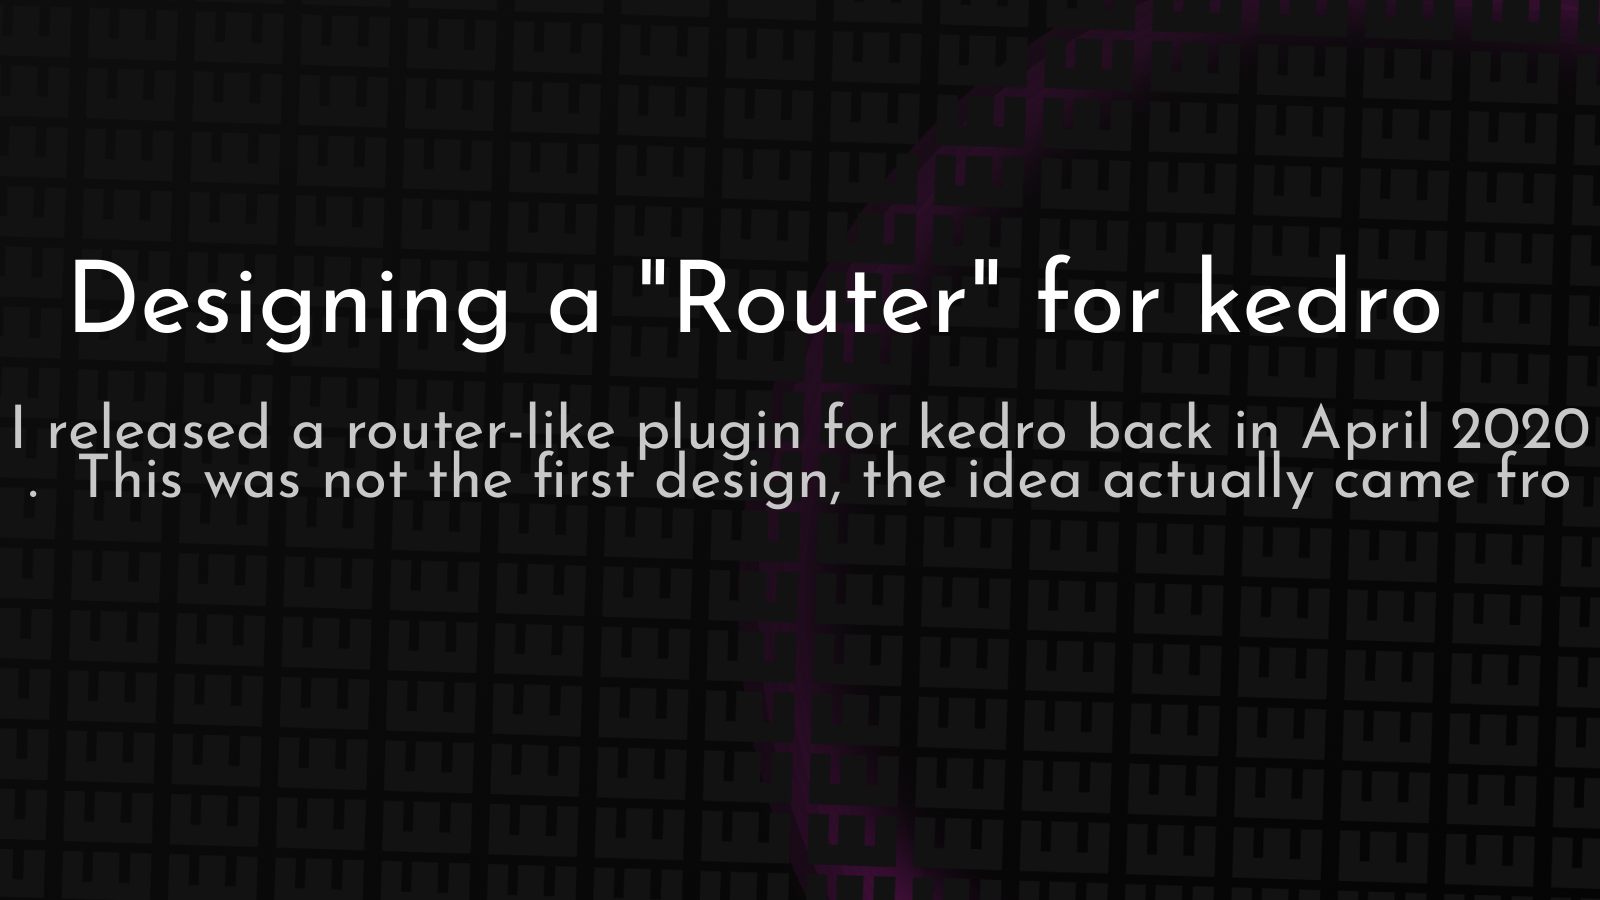 Designing a "Router" for kedro
I released a router-like plugin for kedro back in April 2020
. This was not the first design, the idea actually came fro